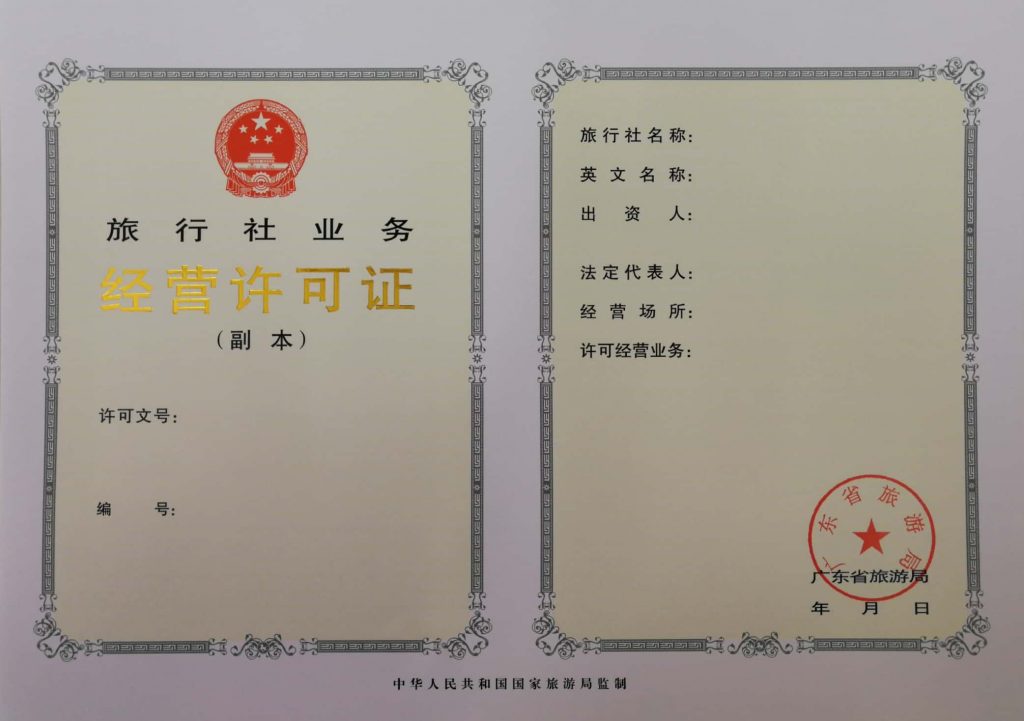 旅行社业务
经营许可证
（副本）
许可文号：
编号：
旅行社名称：
英文名称：
出资人：
法定代表人：
经营场所：
许可经营业务：
广东省旅游局
广东省旅游局
年月日
中华人民共和国国家旅游局监制